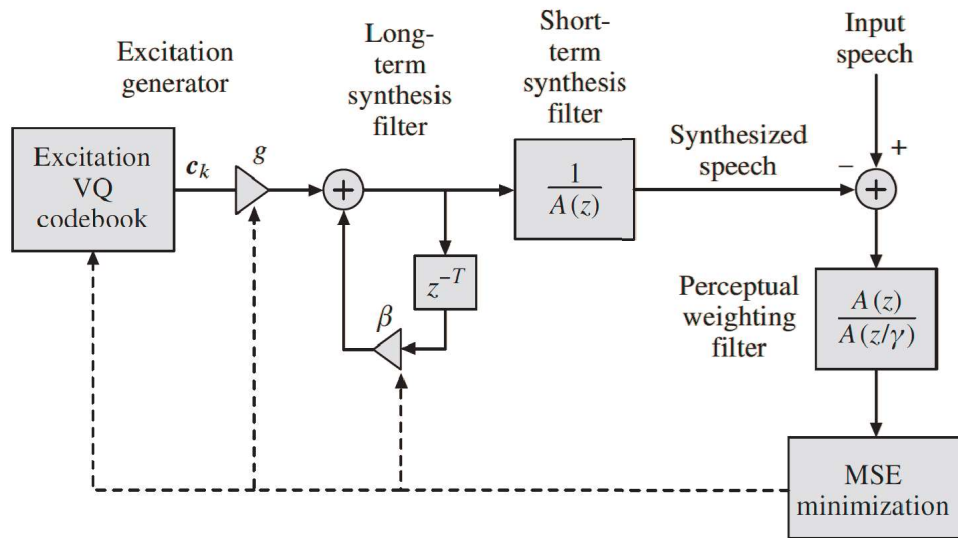 Excitation
generator
Long-
term
synthesis
filter
Short-
term
synthesis
filter
Input
speech
Excitation
VQ
codebook
c_k
g
+
1
A(z)
Synthesized
speech
−
+
+
z^{-T}
β
Perceptual
weighting
filter
A(z)
A(z/γ)
MSE
minimization